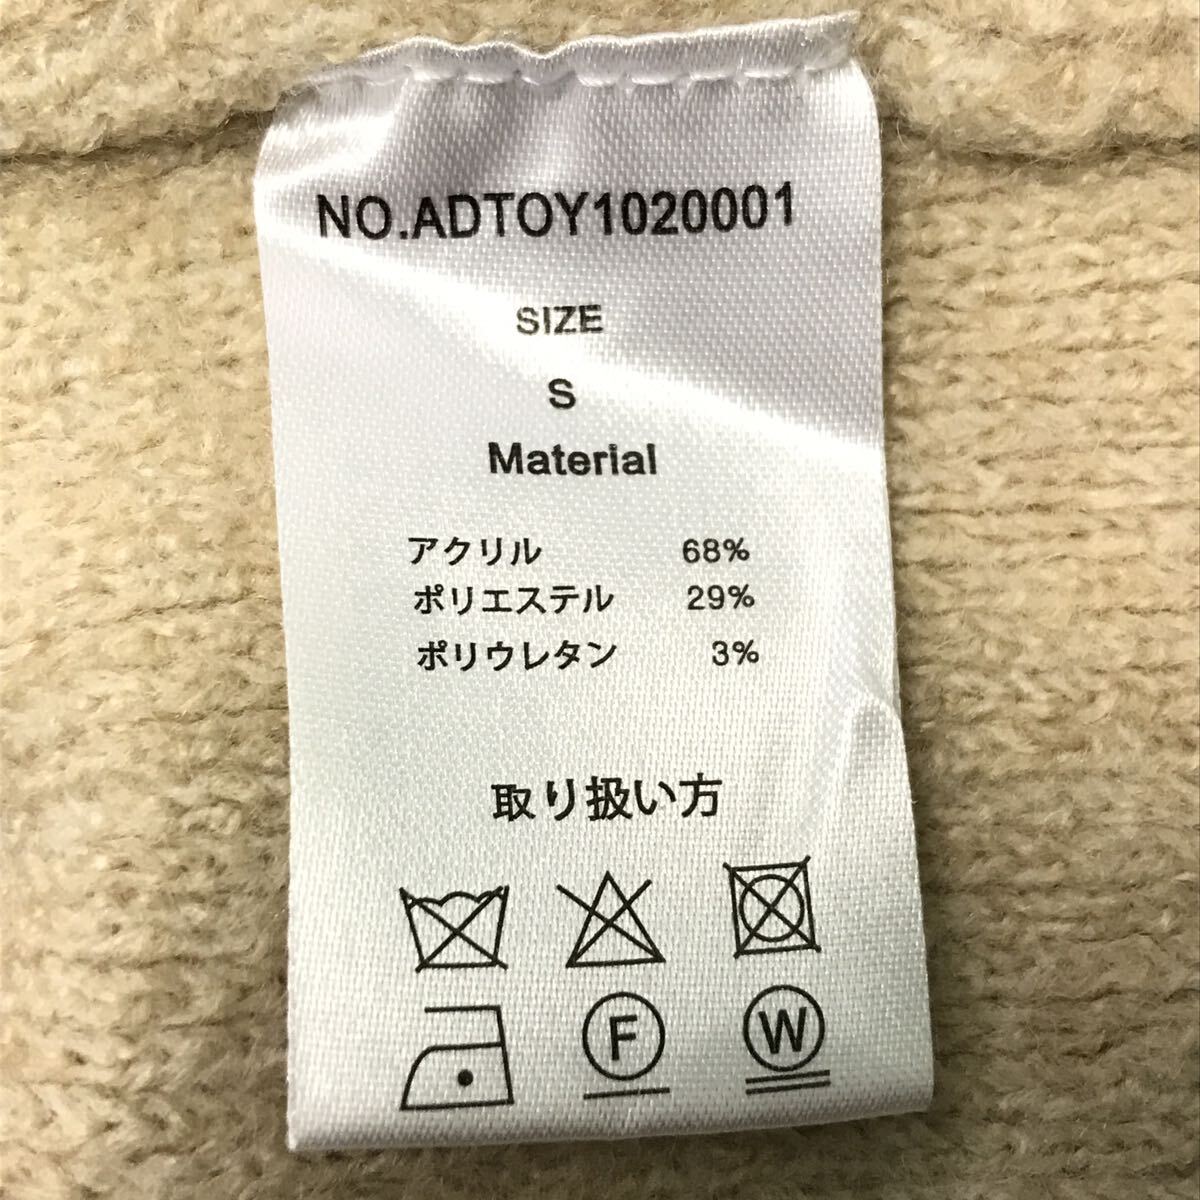 NO.ADTOY1020001
SIZE
S
Material
アクリル 68%
ポリエステル 29%
ポリウレタン 3%
取り扱い方
F W